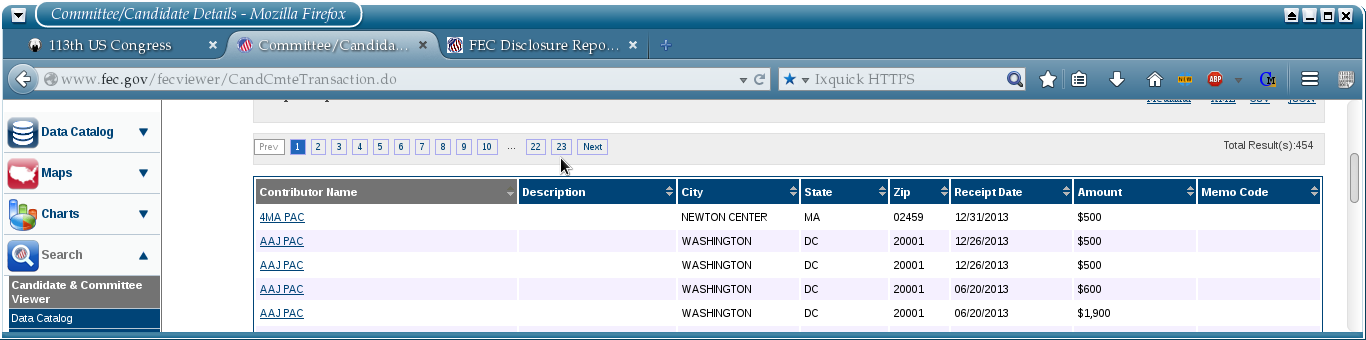 Committee/Candidate Details - Mozilla Firefox
113th US Congress × Committee/Candida... × FEC Disclosure Repo... × +
www.fec.gov/fecviewer/CandCmteTransaction.do Ixquick HTTPS NEW ABP
Data Catalog
Maps
Charts
Search
Candidate & Committee
Viewer
Data Catalog
Prev 1 2 3 4 5 6 7 8 9 10 ... 22 23 Next Total Result(s):454
Contributor Name Description City State Zip Receipt Date Amount Memo Code
4MA PAC NEWTON CENTER MA 02459 12/31/2013 $500
AAJ PAC WASHINGTON DC 20001 12/26/2013 $500
AAJ PAC WASHINGTON DC 20001 12/26/2013 $500
AAJ PAC WASHINGTON DC 20001 06/20/2013 $600
AAJ PAC WASHINGTON DC 20001 06/20/2013 $1,900